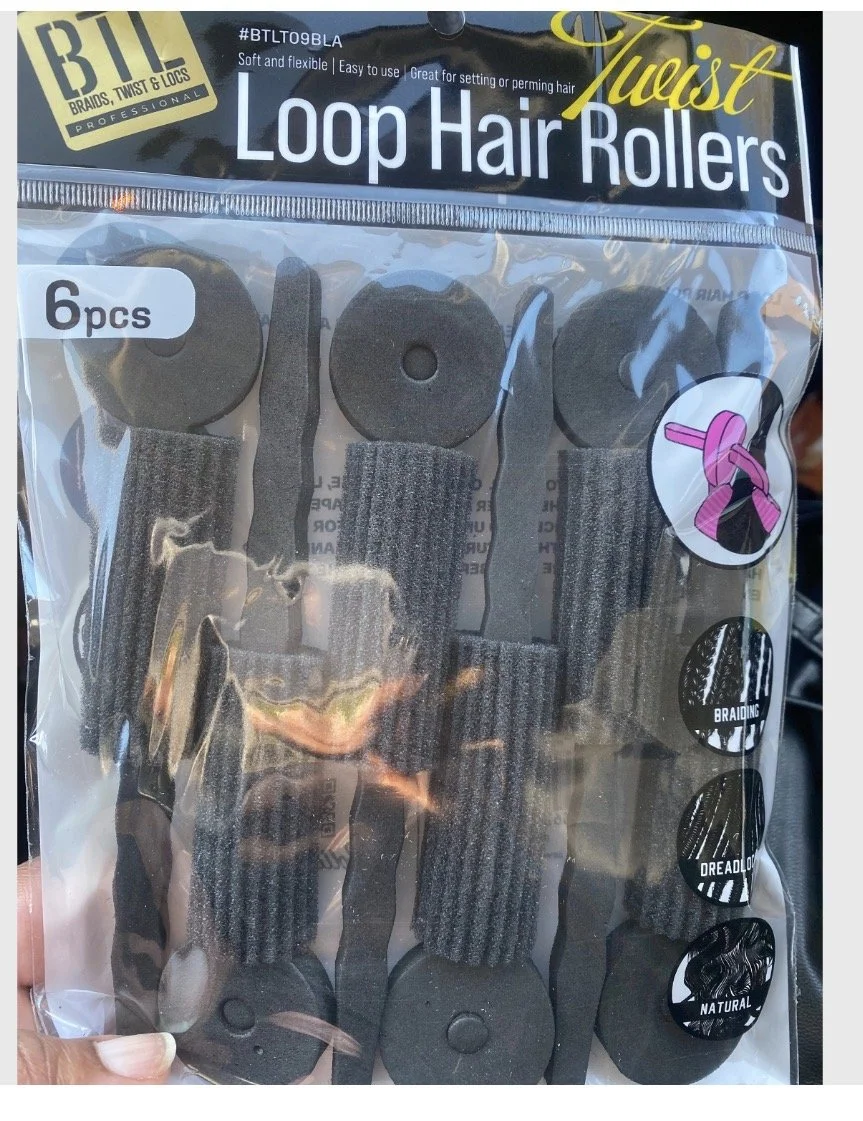 BTL
BRAIDS, TWIST & LOCS
PROFESSIONAL
#BTLT09BLA
Soft and flexible | Easy to use | Great for setting or perming hair
Twist
Loop Hair Rollers
6pcs
BRAIDING
DREADLOC
NATURAL